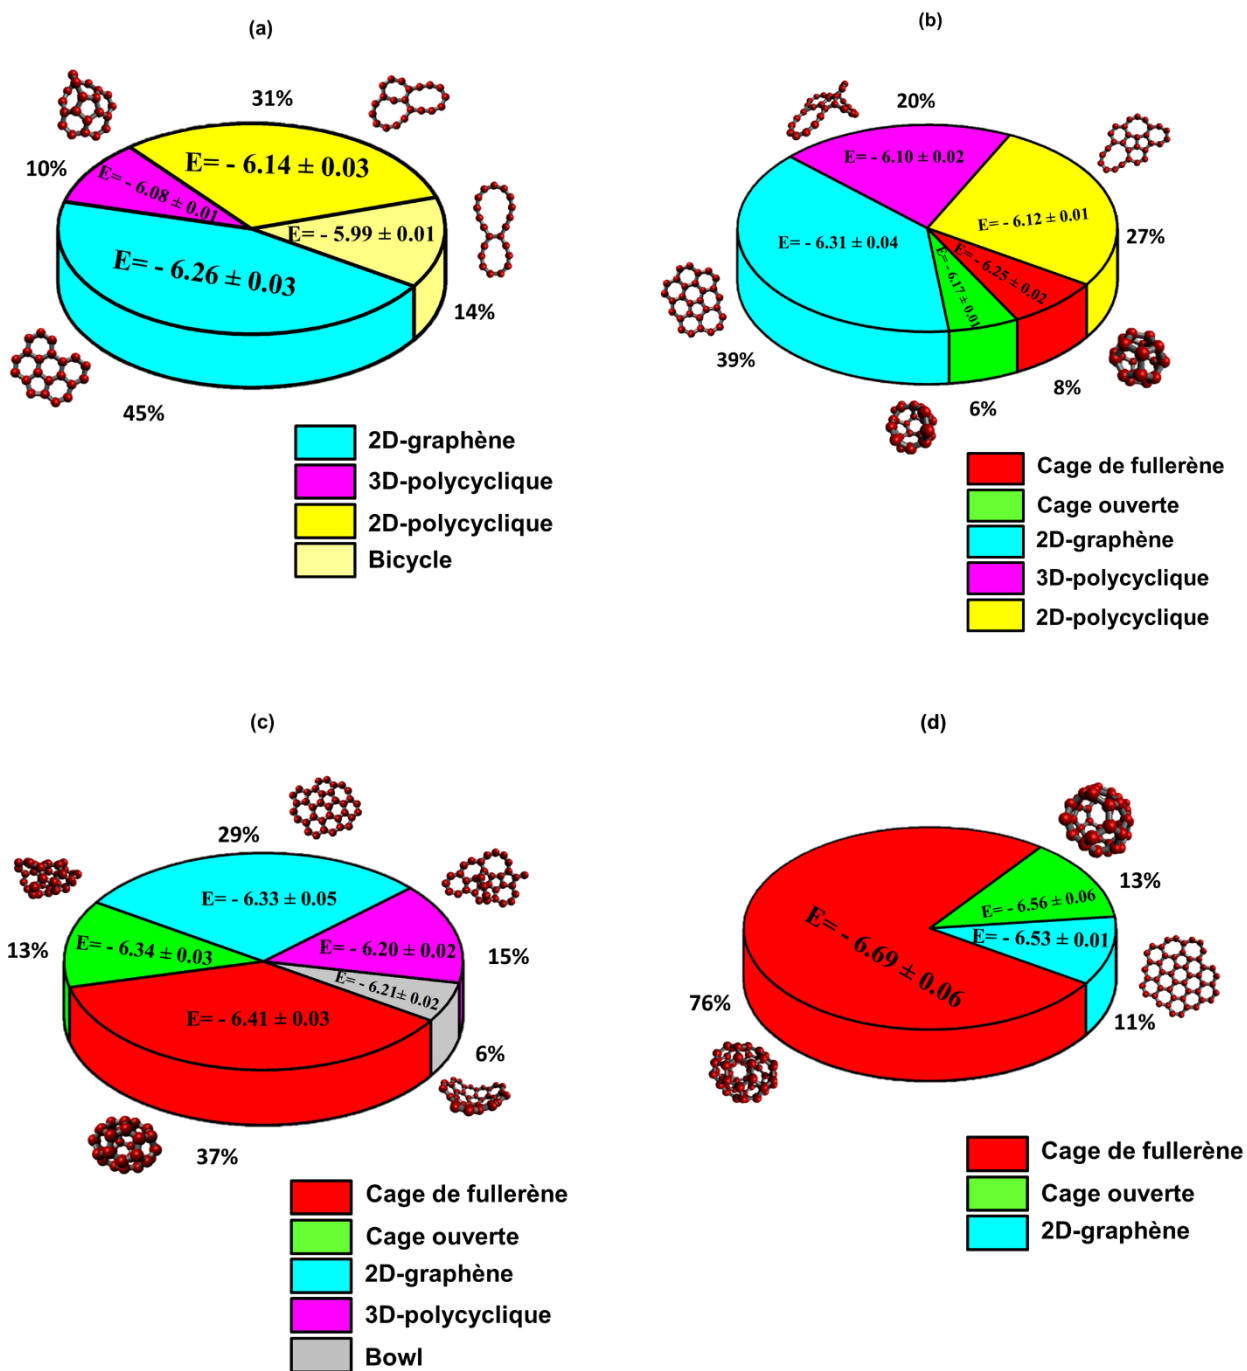 (a)
31%
10%
E= - 6.14 ± 0.03
E= - 6.08 ± 0.01
E= - 5.99 ± 0.01
E= - 6.26 ± 0.03
14%
45%
2D-graphène
3D-polycyclique
2D-polycyclique
Bicycle
(b)
20%
E= - 6.10 ± 0.02
E= - 6.12 ± 0.01
27%
E= - 6.31 ± 0.04
E= - 6.25 ± 0.02
E= - 6.17 ± 0.01
39%
6%
8%
Cage de fullerène
Cage ouverte
2D-graphène
3D-polycyclique
2D-polycyclique
(c)
29%
E= - 6.33 ± 0.05
13%
E= - 6.34 ± 0.03
E= - 6.20 ± 0.02
15%
E= - 6.21± 0.02
E= - 6.41 ± 0.03
6%
37%
Cage de fullerène
Cage ouverte
2D-graphène
3D-polycyclique
Bowl
(d)
13%
E= - 6.56 ± 0.06
E= - 6.69 ± 0.06
E= - 6.53 ± 0.01
76%
11%
Cage de fullerène
Cage ouverte
2D-graphène